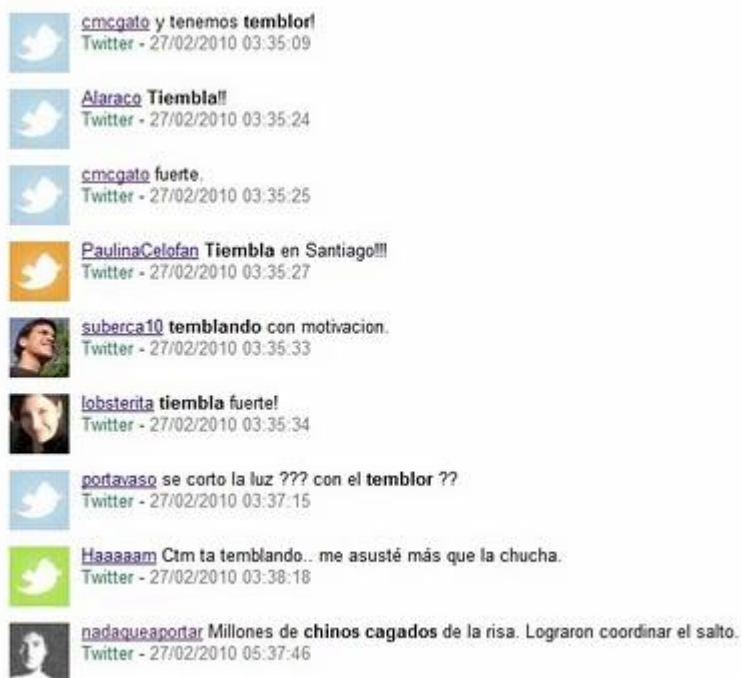 cmcgato y tenemos temblor!
Twitter - 27/02/2010 03:35:09
Alaraco Tiembla!!
Twitter - 27/02/2010 03:35:24
cmcgato fuerte.
Twitter - 27/02/2010 03:35:25
PaulinaCelofan Tiembla en Santiago!!!
Twitter - 27/02/2010 03:35:27
suberca10 temblando con motivacion.
Twitter - 27/02/2010 03:35:33
lobsterita tiembla fuerte!
Twitter - 27/02/2010 03:35:34
portavaso se corto la luz ??? con el temblor ??
Twitter - 27/02/2010 03:37:15
Haaaaam Ctm ta temblando.. me asusté más que la chucha.
Twitter - 27/02/2010 03:38:18
nadaqueaportar Millones de chinos cagados de la risa. Lograron coordinar el salto.
Twitter - 27/02/2010 05:37:46